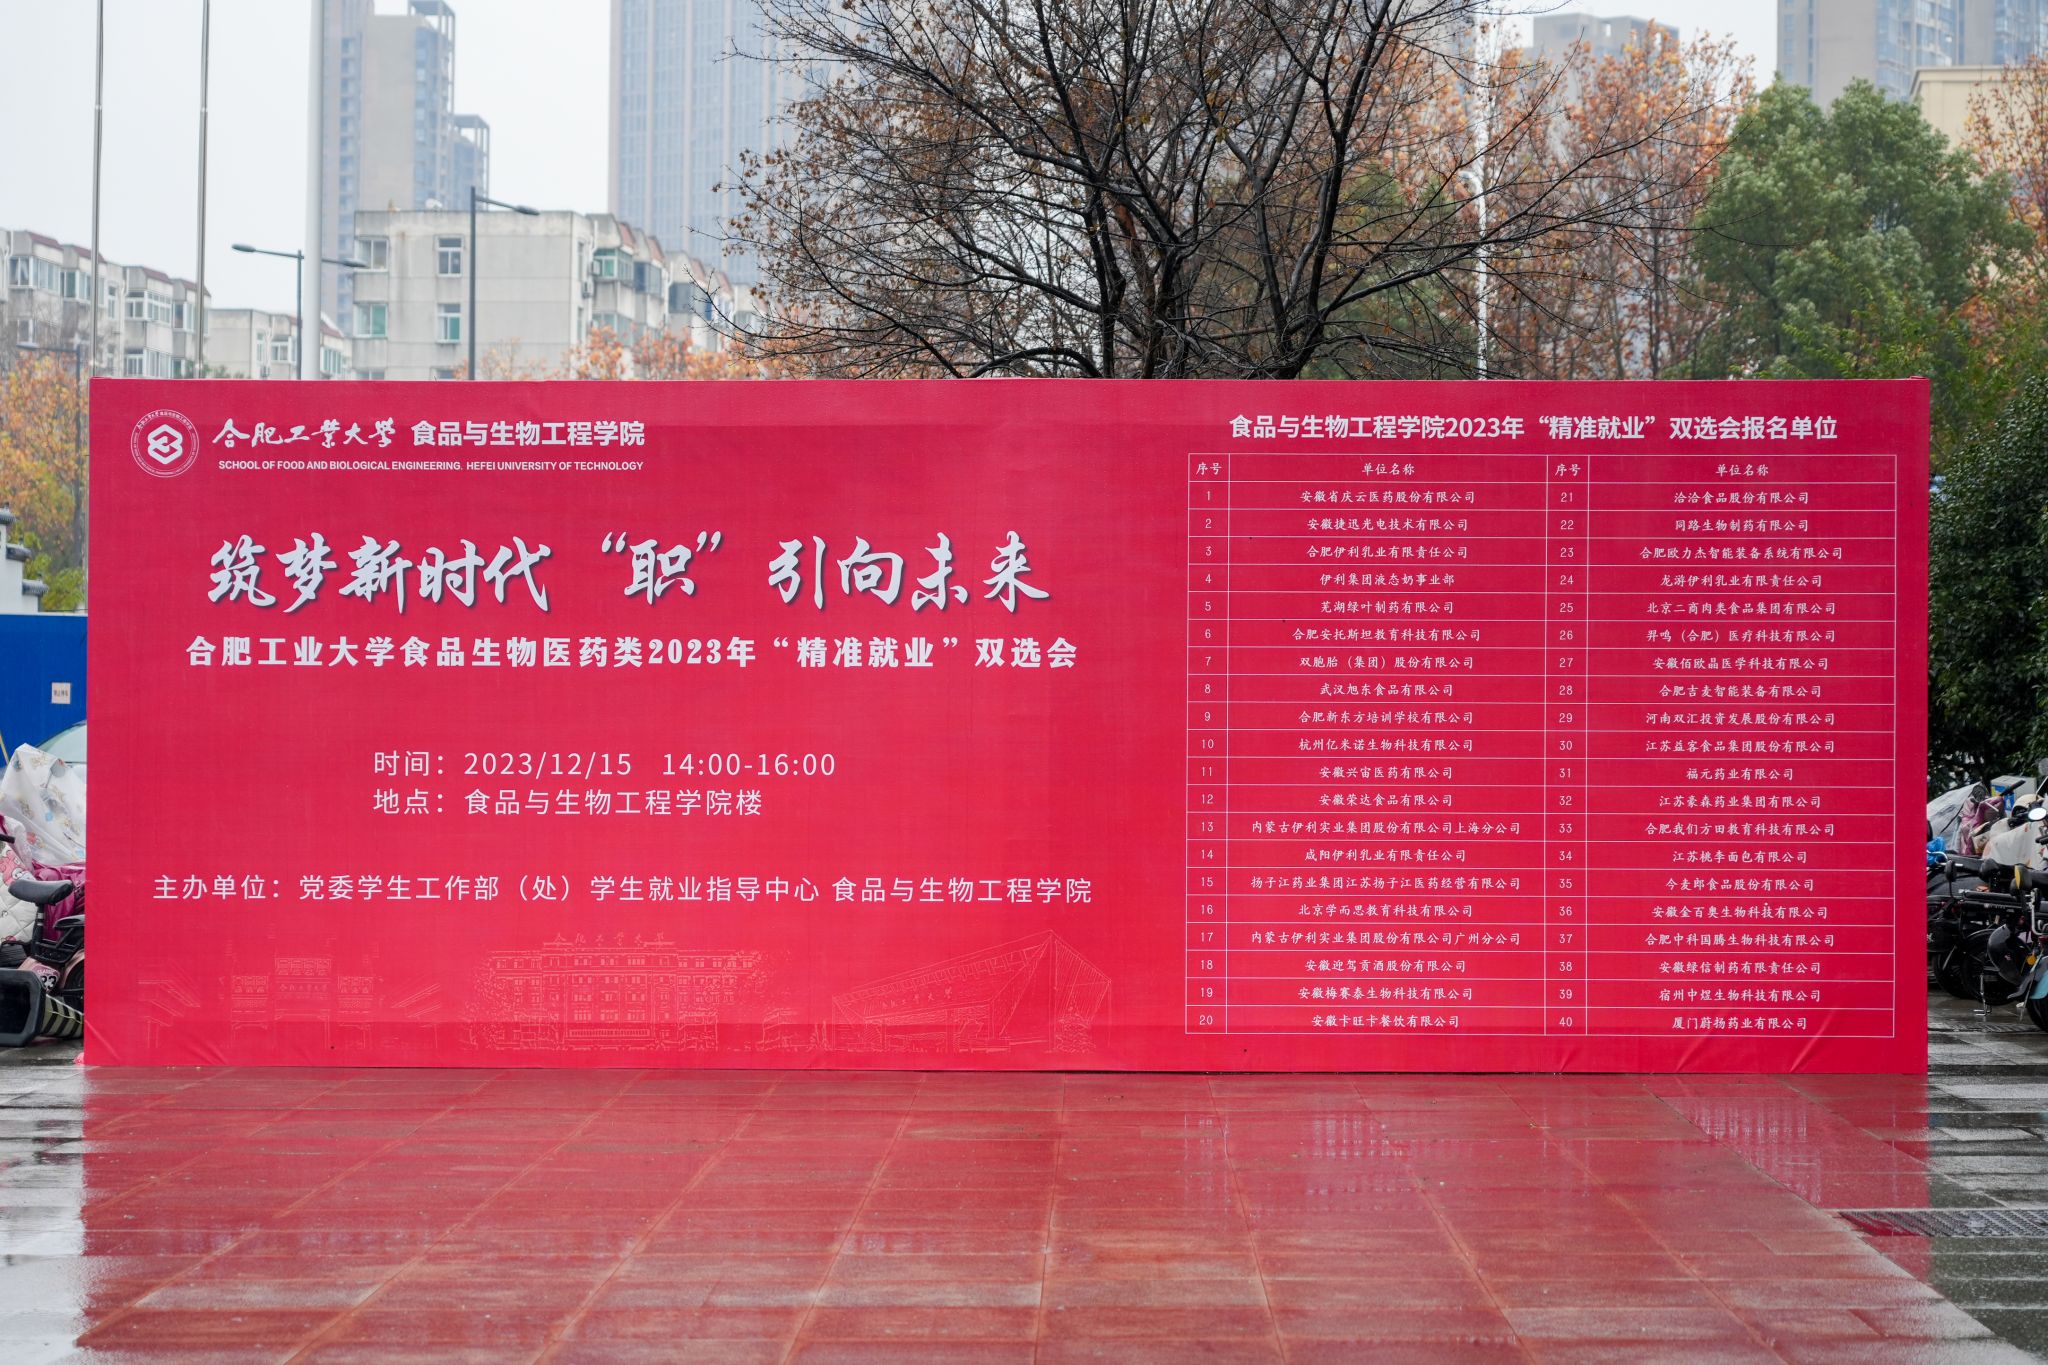 合肥工业大学 食品与生物工程学院
SCHOOL OF FOOD AND BIOLOGICAL ENGINEERING. HEFEI UNIVERSITY OF TECHNOLOGY
筑梦新时代 “职” 引向未来
合肥工业大学食品生物医药类2023年“精准就业”双选会
时间：2023/12/15 14:00-16:00
地点：食品与生物工程学院楼
主办单位：党委学生工作部（处）学生就业指导中心 食品与生物工程学院
合肥工业大学
食品与生物工程学院2023年“精准就业”双选会报名单位
序号 单位名称 序号 单位名称
1 安徽省庆云医药股份有限公司 21 洽洽食品股份有限公司
2 安徽捷迅光电技术有限公司 22 同路生物制药有限公司
3 合肥伊利乳业有限责任公司 23 合肥欧力杰智能装备系统有限公司
4 伊利集团液态奶事业部 24 龙游伊利乳业有限责任公司
5 芜湖绿叶制药有限公司 25 北京二商肉类食品集团有限公司
6 合肥安托斯坦教育科技有限公司 26 羿鸣（合肥）医疗科技有限公司
7 双胞胎（集团）股份有限公司 27 安徽佰欧晶医学科技有限公司
8 武汉旭东食品有限公司 28 合肥吉麦智能装备有限公司
9 合肥新东方培训学校有限公司 29 河南双汇投资发展股份有限公司
10 杭州亿米诺生物科技有限公司 30 江苏益客食品集团股份有限公司
11 安徽兴宙医药有限公司 31 福元药业有限公司
12 安徽荣达食品有限公司 32 江苏豪森药业集团有限公司
13 内蒙古伊利实业集团股份有限公司上海分公司 33 合肥我们方田教育科技有限公司
14 咸阳伊利乳业有限责任公司 34 江苏桃李面包有限公司
15 扬子江药业集团江苏扬子江医药经营有限公司 35 今麦郎食品股份有限公司
16 北京学而思教育科技有限公司 36 安徽金百奥生物科技有限公司
17 内蒙古伊利实业集团股份有限公司广州分公司 37 合肥中科国腾生物科技有限公司
18 安徽迎驾贡酒股份有限公司 38 安徽绿信制药有限责任公司
19 安徽梅赛泰生物科技有限公司 39 宿州中煜生物科技有限公司
20 安徽卡旺卡餐饮有限公司 40 厦门蔚扬药业有限公司